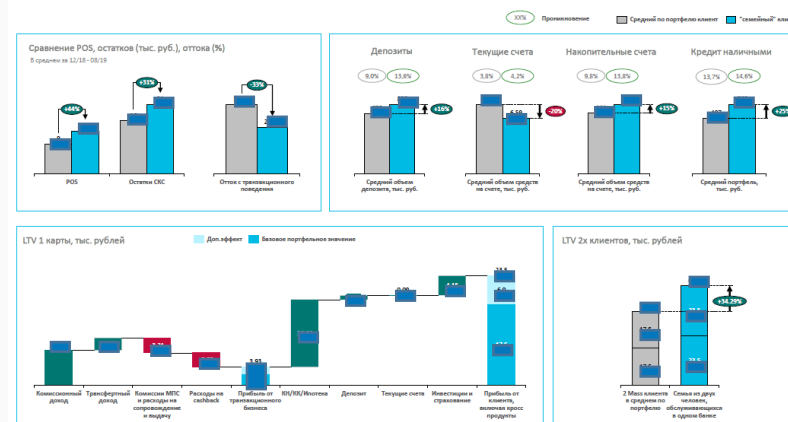 XX% Проникновение Средний по портфелю клиент "семейный" кли
Сравнение POS, остатков (тыс. руб.), оттока (%)
В среднем за 12/18 - 08/19
+44%
+31%
-33%
POS
Остатки СКС
Отток с транзакционного
поведения
Депозиты
9,0% 13,6%
+16%
Средний объем
депозита, тыс. руб.
Текущие счета
3,8% 4,2%
-20%
Средний объем средств
на счете, тыс. руб.
Накопительные счета
9,8% 13,8%
+15%
Средний объем средств
на счете, тыс. руб.
Кредит наличными
13,7% 14,6%
+25%
Средний портфель,
тыс. руб.
LTV 1 карты, тыс. рублей
Доп.эффект Базовое портфельное значение
3,93
Комиссионный
доход
Трансфертный
доход
Комиссии МПС
и расходы на
сопровождение
и выдачу
Расходы на
cashback
Прибыль от
транзакционного
бизнеса
КН/КК/Ипотека
Депозит
Текущие счета
Инвестиции и
страхование
Прибыль от
клиента,
включая кросс
продукты
LTV 2х клиентов, тыс. рублей
+34.29%
2 Mass клиента
в среднем по
портфелю
Семья из двух
человек,
обслуживающихся
в одном банке